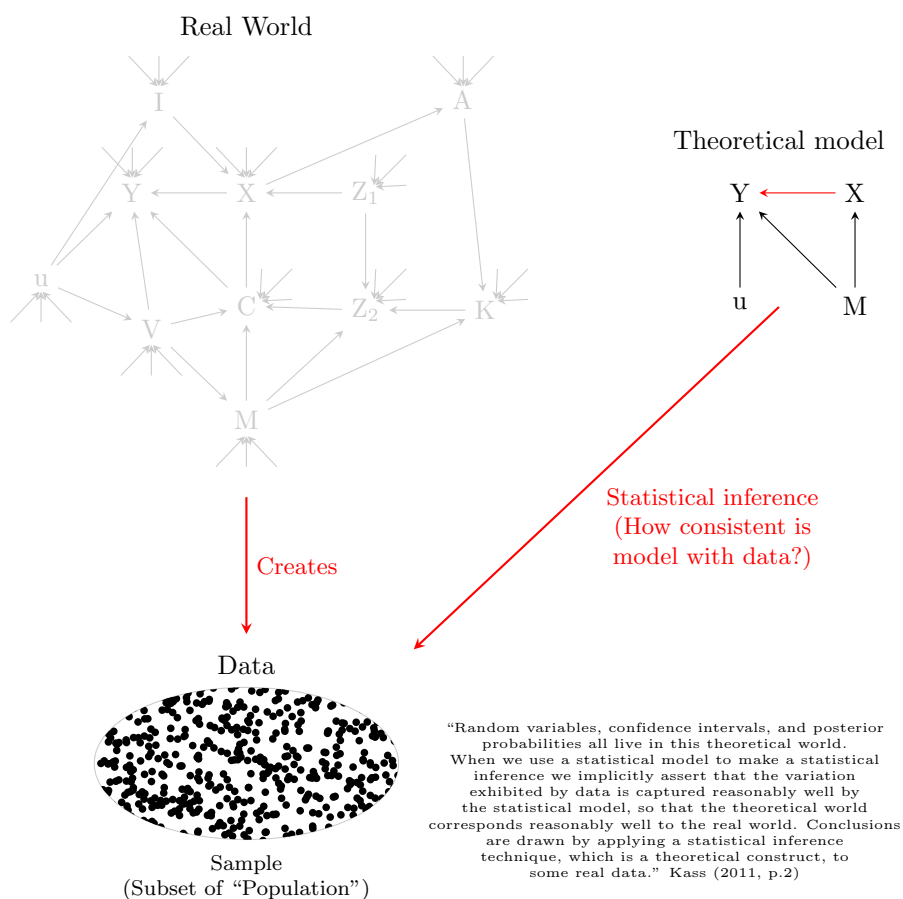 Real World
I
A
Theoretical model
Y
X
Z₁
Y
X
u
C
Z₂
K
u
M
V
M
Statistical inference
(How consistent is
model with data?)
Creates
Data
“Random variables, confidence intervals, and posterior
probabilities all live in this theoretical world.
When we use a statistical model to make a statistical
inference we implicitly assert that the variation
exhibited by data is captured reasonably well by
the statistical model, so that the theoretical world
corresponds reasonably well to the real world. Conclusions
are drawn by applying a statistical inference
technique, which is a theoretical construct, to
some real data.” Kass (2011, p.2)
Sample
(Subset of “Population”)